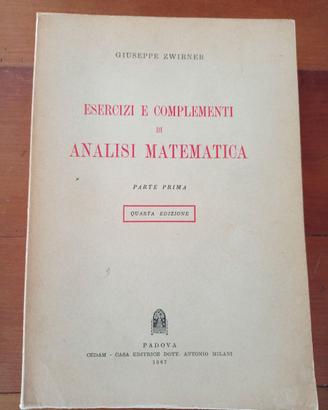 GIUSEPPE ZWIRNER
ESERCIZI E COMPLEMENTI
DI
ANALISI MATEMATICA
PARTE PRIMA
QUARTA EDIZIONE
PADOVA
CEDAM - CASA EDITRICE DOTT. ANTONIO MILANI
1967